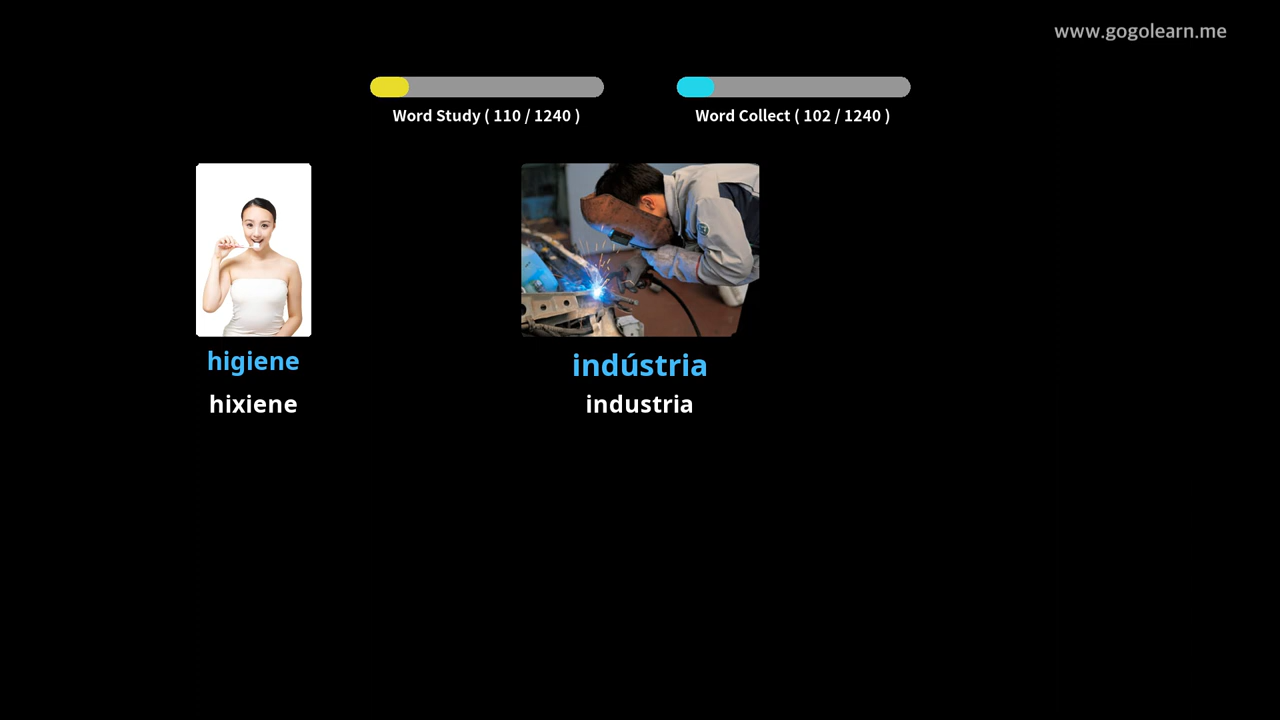 www.gogolearn.me
Word Study ( 110 / 1240 )
Word Collect ( 102 / 1240 )
higiene
hixiene
indústria
industria